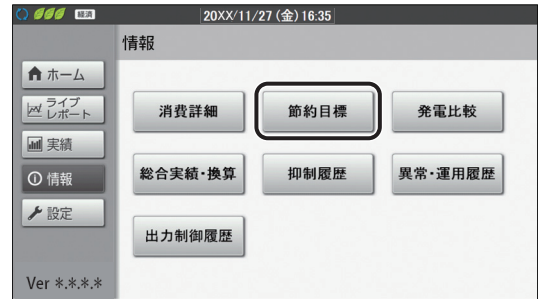 経済
20XX/11/27 (金) 16:35
情報
ホーム
ライブ
レポート
実績
情報
設定
Ver *.*.*.*
消費詳細
節約目標
発電比較
総合実績・換算
抑制履歴
異常・運用履歴
出力制御履歴